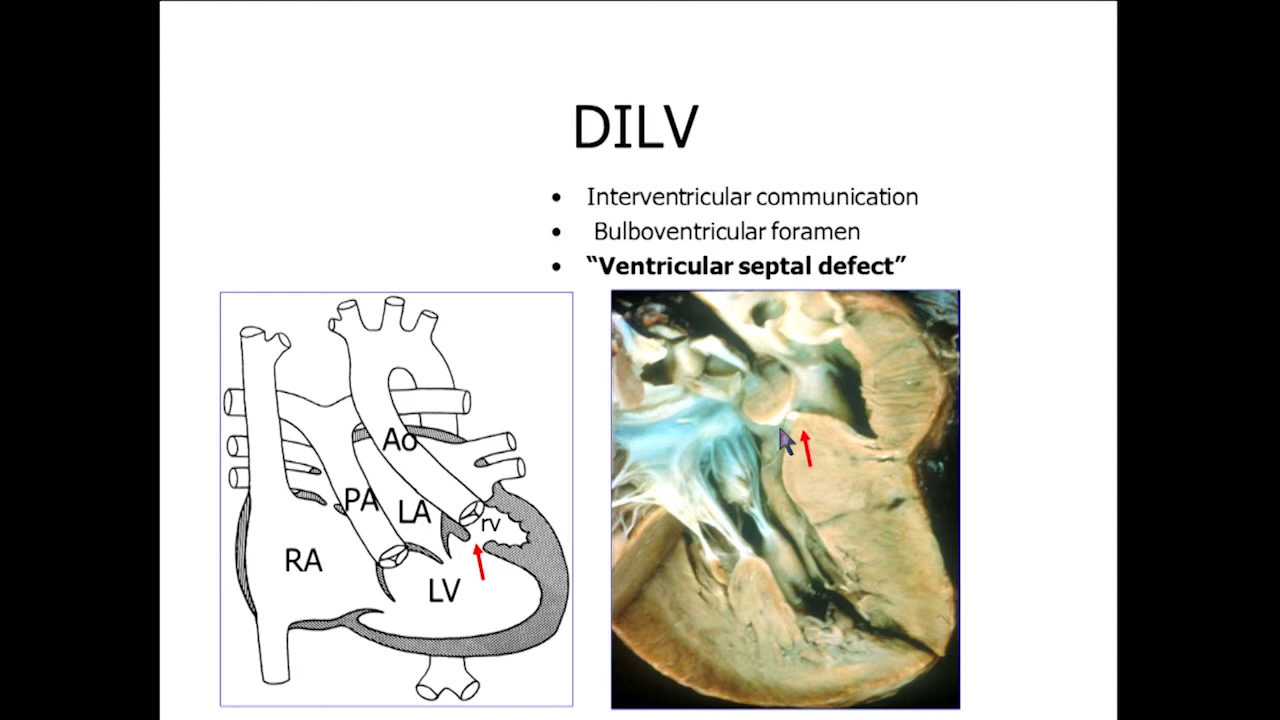 DILV
• Interventricular communication
• Bulboventricular foramen
• “Ventricular septal defect”
Ao
PA
LA
rv
RA
LV